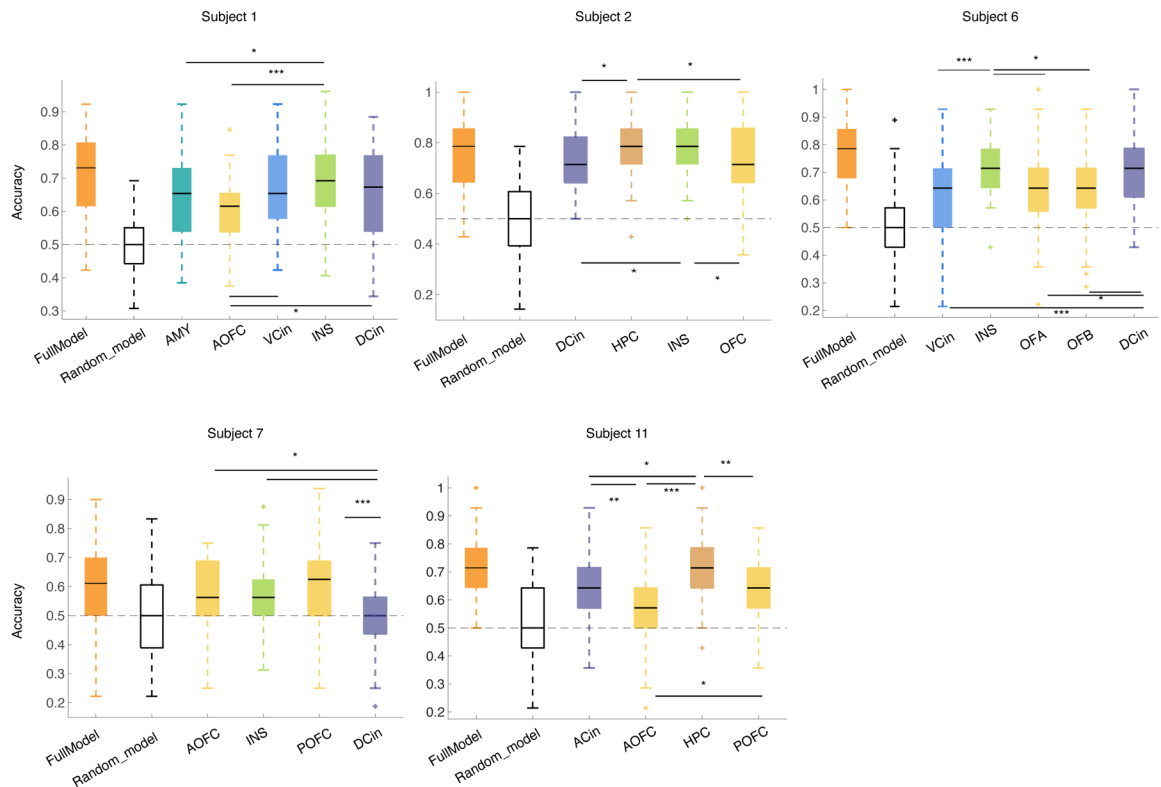 Subject 1
Subject 2
Subject 6
*
***
*
Accuracy
0.9
0.8
0.7
0.6
0.5
0.4
0.3
FullModel
Random_model
AMY
AOFC
VCin
INS
DCin
*
*
1
0.8
0.6
0.4
0.2
*
*
FullModel
Random_model
DCin
HPC
INS
OFC
***
*
1
0.9
0.8
0.7
0.6
0.5
0.4
0.3
0.2
*
***
FullModel
Random_model
VCin
INS
OFA
OFB
DCin
Subject 7
Subject 11
*
***
Accuracy
0.9
0.8
0.7
0.6
0.5
0.4
0.3
0.2
FullModel
Random_model
AOFC
INS
POFC
DCin
*
**
**
***
1
0.9
0.8
0.7
0.6
0.5
0.4
0.3
0.2
*
FullModel
Random_model
ACin
AOFC
HPC
POFC